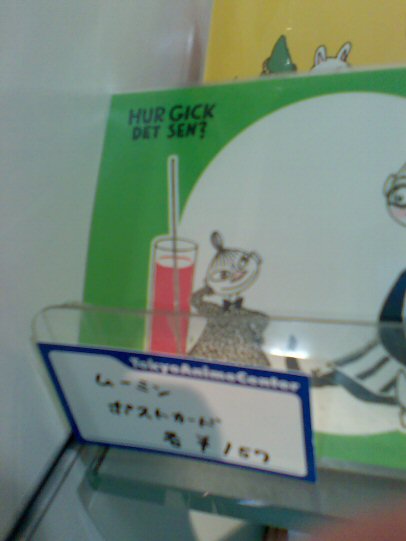 HUR GICK
DET SEN?
TokyoAnimeCenter
ムーミン
ポストカード
各 ¥157